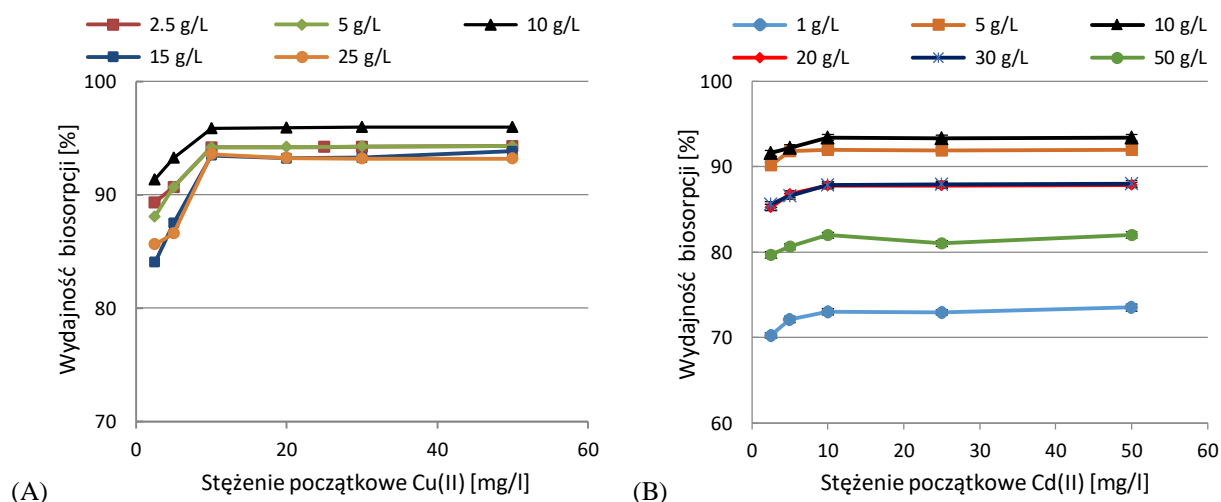 2.5 g/L 5 g/L 10 g/L
15 g/L 25 g/L
Wydajność biosorpcji [%]
100
90
80
70
0 20 40 60
Stężenie początkowe Cu(II) [mg/l]
(A)
1 g/L 5 g/L 10 g/L
20 g/L 30 g/L 50 g/L
Wydajność biosorpcji [%]
100
90
80
70
60
0 10 20 30 40 50 60
Stężenie początkowe Cd(II) [mg/l]
(B)